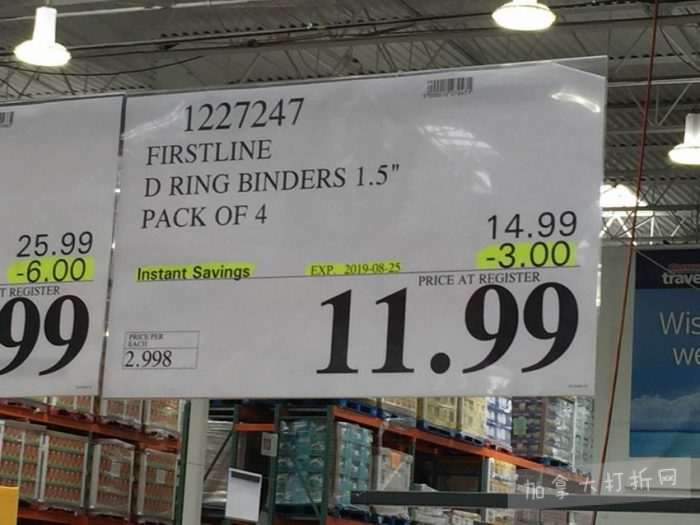 1227247
FIRSTLINE
D RING BINDERS 1.5"
PACK OF 4
14.99
Instant Savings EXP. 2019-08-25 -3.00
PRICE AT REGISTER
11.99
PRICE PER
EACH
2.998
25.99
-6.00
T REGISTER
99
trave
Wis
we
加拿大打折网